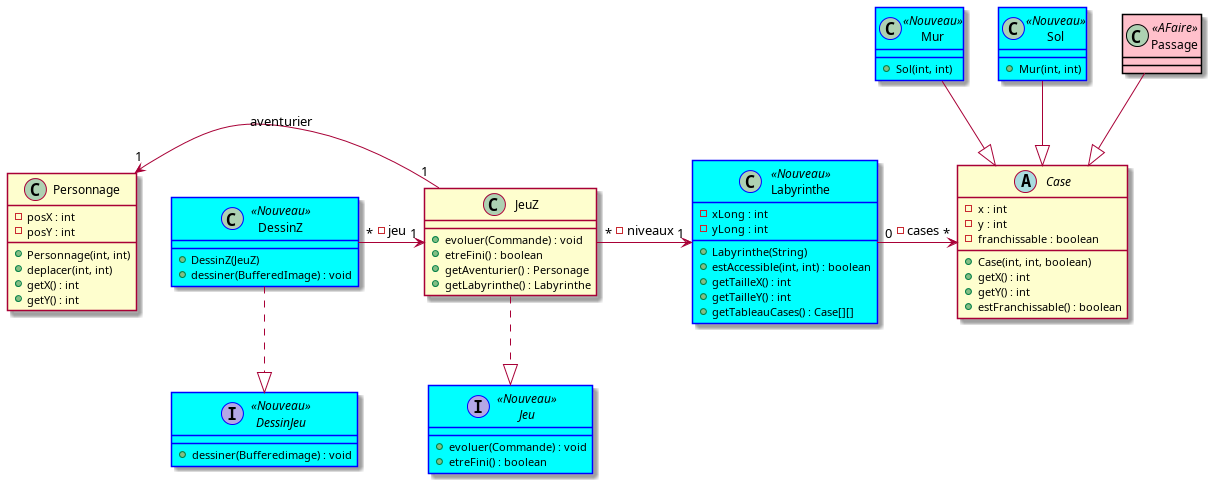 C
Personnage
posX : int
posY : int
Personnage(int, int)
deplacer(int, int)
getX() : int
getY() : int
1
aventurier
1
C
«Nouveau»
DessinZ
DessinZ(JeuZ)
dessiner(BufferedImage) : void
* jeu 1
C
JeuZ
evoluer(Commande) : void
etreFini() : boolean
getAventurier() : Personage
getLabyrinthe() : Labyrinthe
* niveaux 1
C
«Nouveau»
Labyrinthe
xLong : int
yLong : int
Labyrinthe(String)
estAccessible(int, int) : boolean
getTailleX() : int
getTailleY() : int
getTableauCases() : Case[][]
0 cases *
C
«Nouveau»
Mur
Sol(int, int)
C
«Nouveau»
Sol
Mur(int, int)
C
«AFaire»
Passage
A
Case
x : int
y : int
franchissable : boolean
Case(int, int, boolean)
getX() : int
getY() : int
estFranchissable() : boolean
I
«Nouveau»
DessinJeu
dessiner(Bufferedimage) : void
I
«Nouveau»
Jeu
evoluer(Commande) : void
etreFini() : boolean